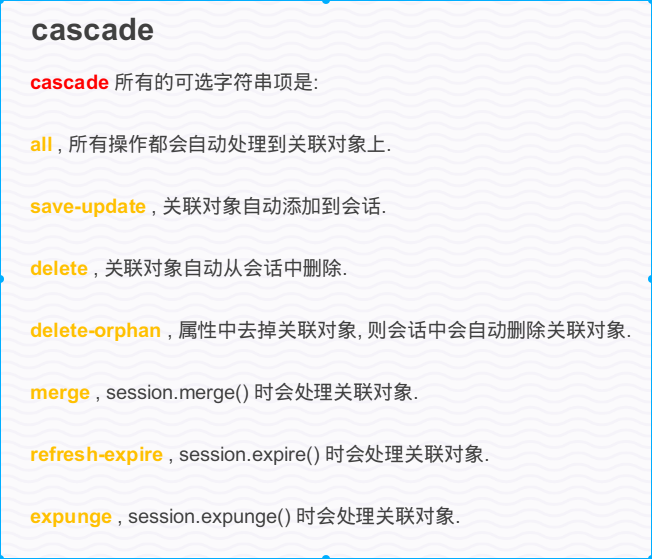 cascade
cascade 所有的可选字符串项是:
all , 所有操作都会自动处理到关联对象上.
save-update , 关联对象自动添加到会话.
delete , 关联对象自动从会话中删除.
delete-orphan , 属性中去掉关联对象, 则会话中会自动删除关联对象.
merge , session.merge() 时会处理关联对象.
refresh-expire , session.expire() 时会处理关联对象.
expunge , session.expunge() 时会处理关联对象.